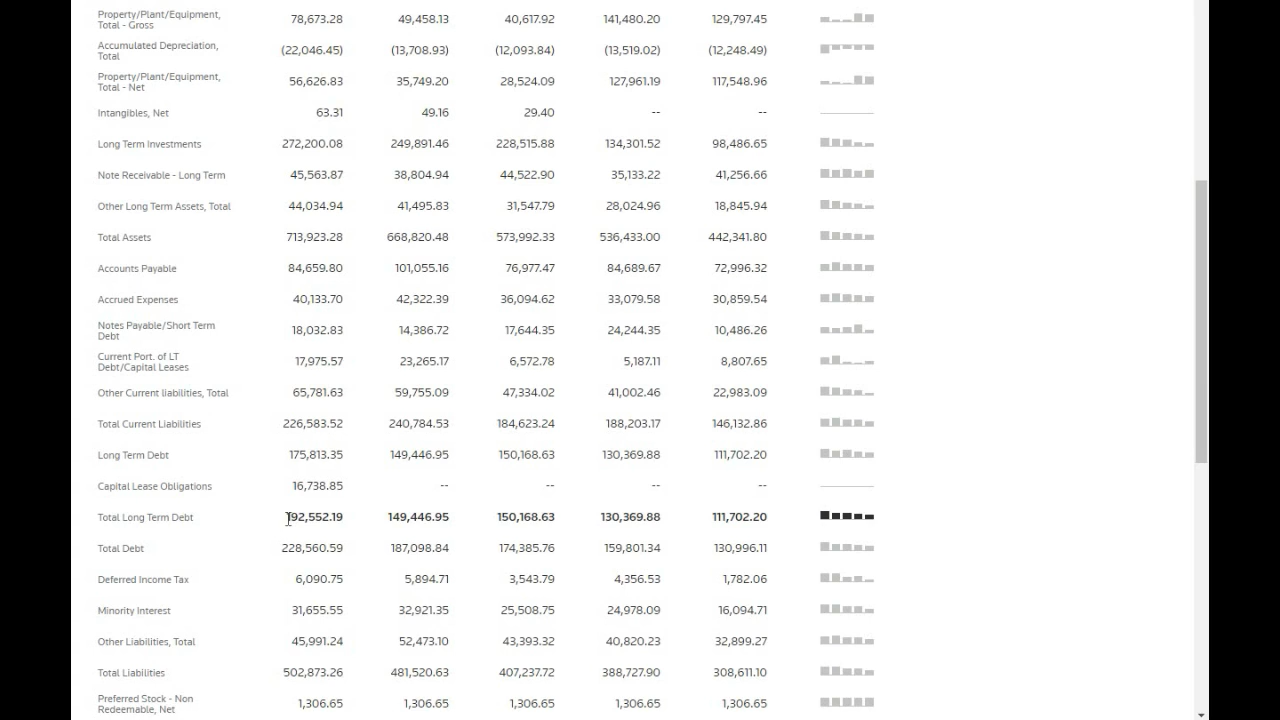 Property/Plant/Equipment, Total - Gross 78,673.28 49,458.13 40,617.92 141,480.20 129,797.45
Accumulated Depreciation, Total (22,046.45) (13,708.93) (12,093.84) (13,519.02) (12,248.49)
Property/Plant/Equipment, Total - Net 56,626.83 35,749.20 28,524.09 127,961.19 117,548.96
Intangibles, Net 63.31 49.16 29.40 -- --
Long Term Investments 272,200.08 249,891.46 228,515.88 134,301.52 98,486.65
Note Receivable - Long Term 45,563.87 38,804.94 44,522.90 35,133.22 41,256.66
Other Long Term Assets, Total 44,034.94 41,495.83 31,547.79 28,024.96 18,845.94
Total Assets 713,923.28 668,820.48 573,992.33 536,433.00 442,341.80
Accounts Payable 84,659.80 101,055.16 76,977.47 84,689.67 72,996.32
Accrued Expenses 40,133.70 42,322.39 36,094.62 33,079.58 30,859.54
Notes Payable/Short Term Debt 18,032.83 14,386.72 17,644.35 24,244.35 10,486.26
Current Port. of LT Debt/Capital Leases 17,975.57 23,265.17 6,572.78 5,187.11 8,807.65
Other Current liabilities, Total 65,781.63 59,755.09 47,334.02 41,002.46 22,983.09
Total Current Liabilities 226,583.52 240,784.53 184,623.24 188,203.17 146,132.86
Long Term Debt 175,813.35 149,446.95 150,168.63 130,369.88 111,702.20
Capital Lease Obligations 16,738.85 -- -- -- --
Total Long Term Debt 192,552.19 149,446.95 150,168.63 130,369.88 111,702.20
Total Debt 228,560.59 187,098.84 174,385.76 159,801.34 130,996.11
Deferred Income Tax 6,090.75 5,894.71 3,543.79 4,356.53 1,782.06
Minority Interest 31,655.55 32,921.35 25,508.75 24,978.09 16,094.71
Other Liabilities, Total 45,991.24 52,473.10 43,393.32 40,820.23 32,899.27
Total Liabilities 502,873.26 481,520.63 407,237.72 388,727.90 308,611.10
Preferred Stock - Non Redeemable, Net 1,306.65 1,306.65 1,306.65 1,306.65 1,306.65